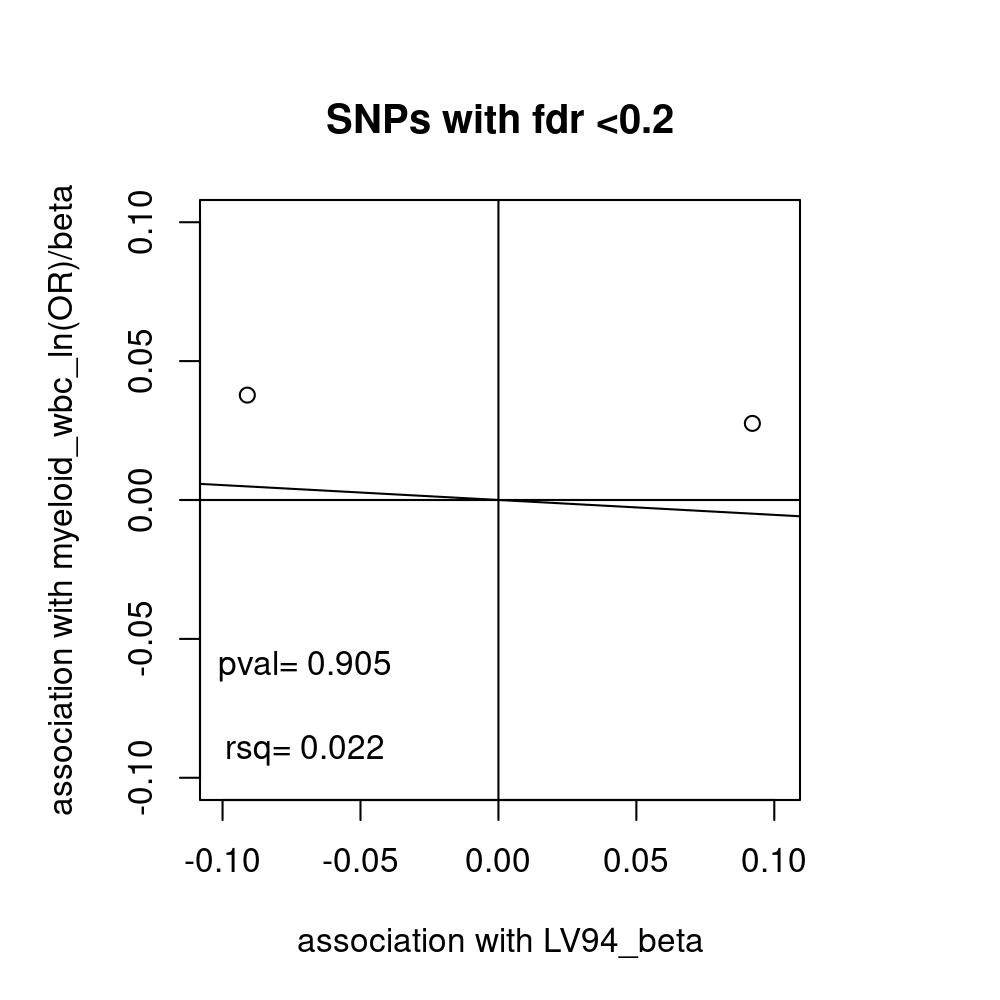 SNPs with fdr <0.2
association with myeloid_wbc_ln(OR)/beta
0.10
0.05
0.00
-0.05
-0.10
pval= 0.905
rsq= 0.022
-0.10 -0.05 0.00 0.05 0.10
association with LV94_beta